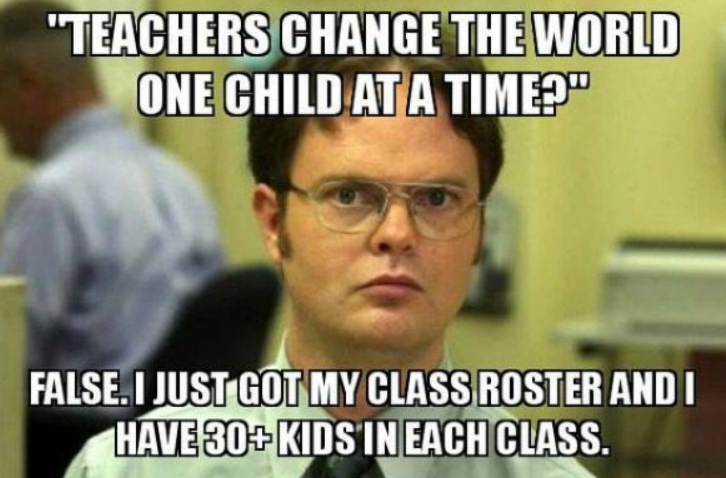 "TEACHERS CHANGE THE WORLD
ONE CHILD AT A TIME?"
FALSE. I JUST GOT MY CLASS ROSTER AND I
HAVE 30+ KIDS IN EACH CLASS.